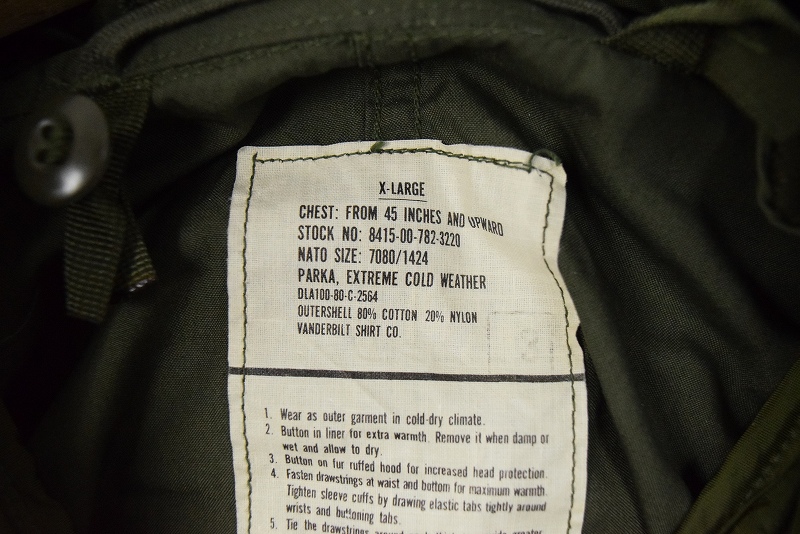 X-LARGE
CHEST: FROM 45 INCHES AND UPWARD
STOCK NO: 8415-00-782-3220
NATO SIZE: 7080/1424
PARKA, EXTREME COLD WEATHER
DLA100-80-C-2564
OUTERSHELL 80% COTTON 20% NYLON
VANDERBILT SHIRT CO.
1. Wear as outer garment in cold-dry climate.
2. Button in liner for extra warmth. Remove it when damp or
wet and allow to dry.
3. Button on fur ruffed hood for increased head protection.
4. Fasten drawstrings at waist and bottom for maximum warmth.
Tighten sleeve cuffs by drawing elastic tabs tightly around
wrists and buttoning tabs.
5. Tie the drawstrings around